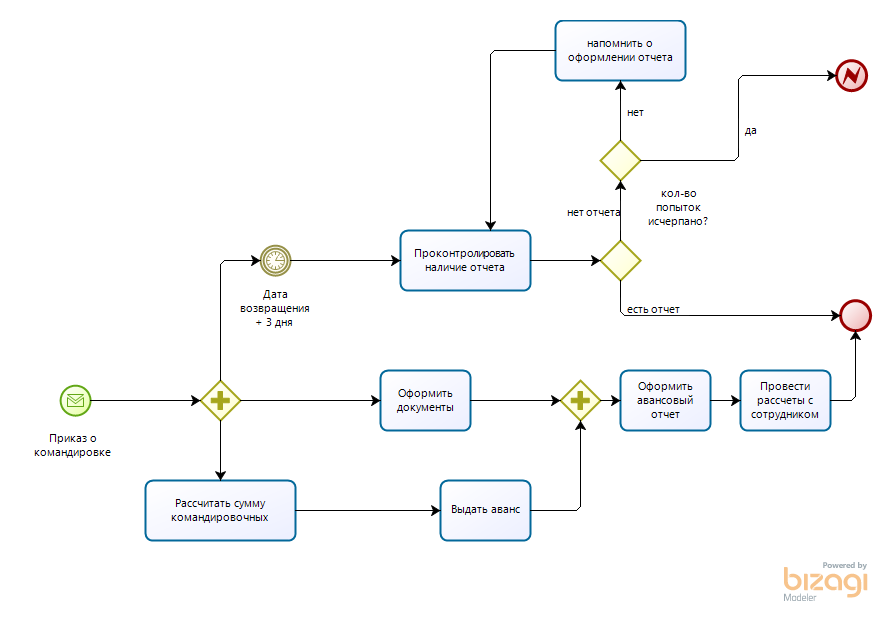 напомнить о
оформлении отчета
нет
да
кол-во
попыток
исчерпано?
нет отчета
Проконтролировать
наличие отчета
Дата
возвращения
+ 3 дня
есть отчет
Приказ о
командировке
Оформить
документы
Оформить
авансовый
отчет
Провести
рассчеты с
сотрудником
Рассчитать сумму
командировочных
Выдать аванс
Powered by
bizagi
Modeler